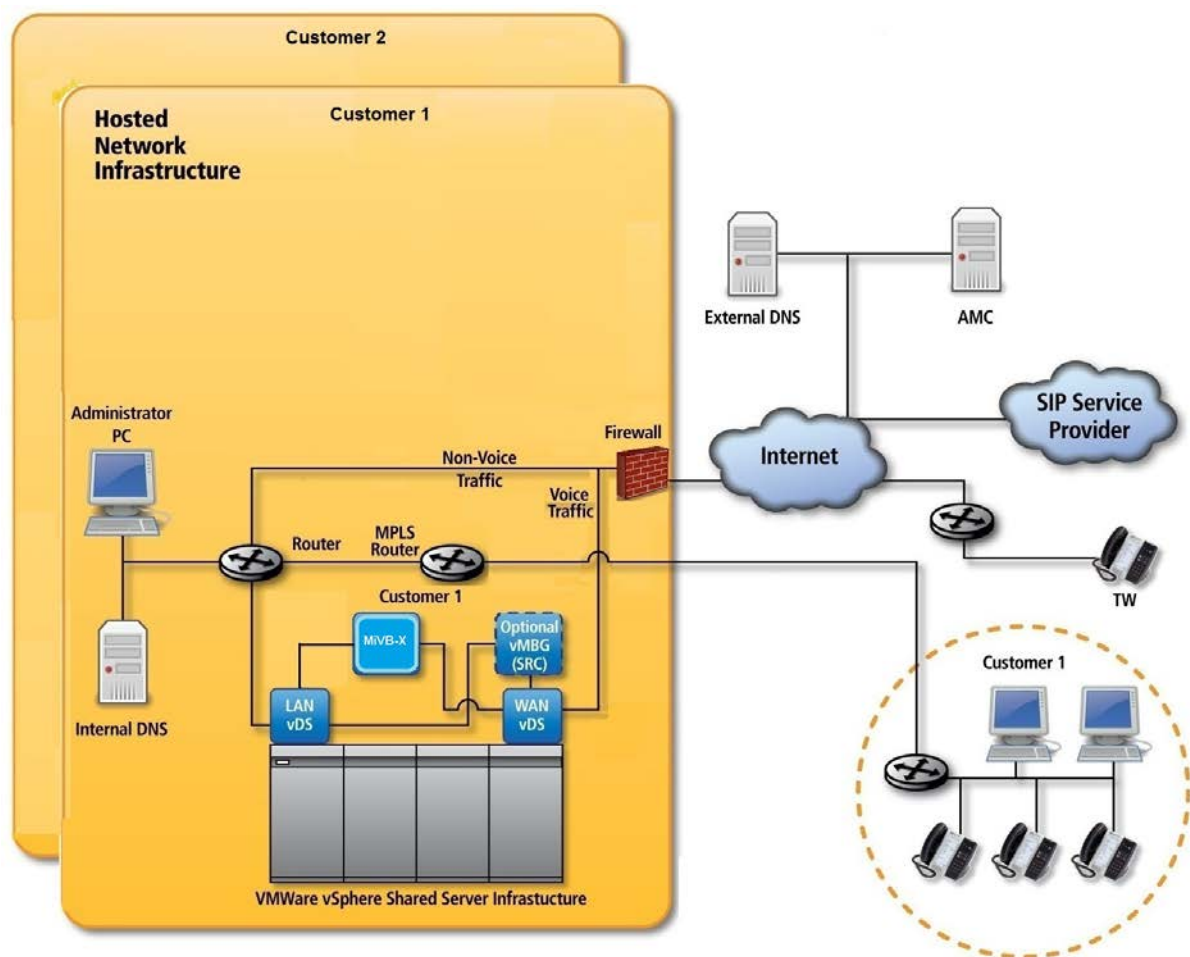 Customer 2
Customer 1
Hosted
Network
Infrastructure
External DNS
AMC
SIP Service
Provider
Administrator
PC
Firewall
Internet
Non-Voice
Traffic
Voice
Traffic
Router
MPLS
Router
TW
Customer 1
MiVB-X
Optional
vMBG
(SRC)
Customer 1
LAN
vDS
WAN
vDS
Internal DNS
VMWare vSphere Shared Server Infrastucture